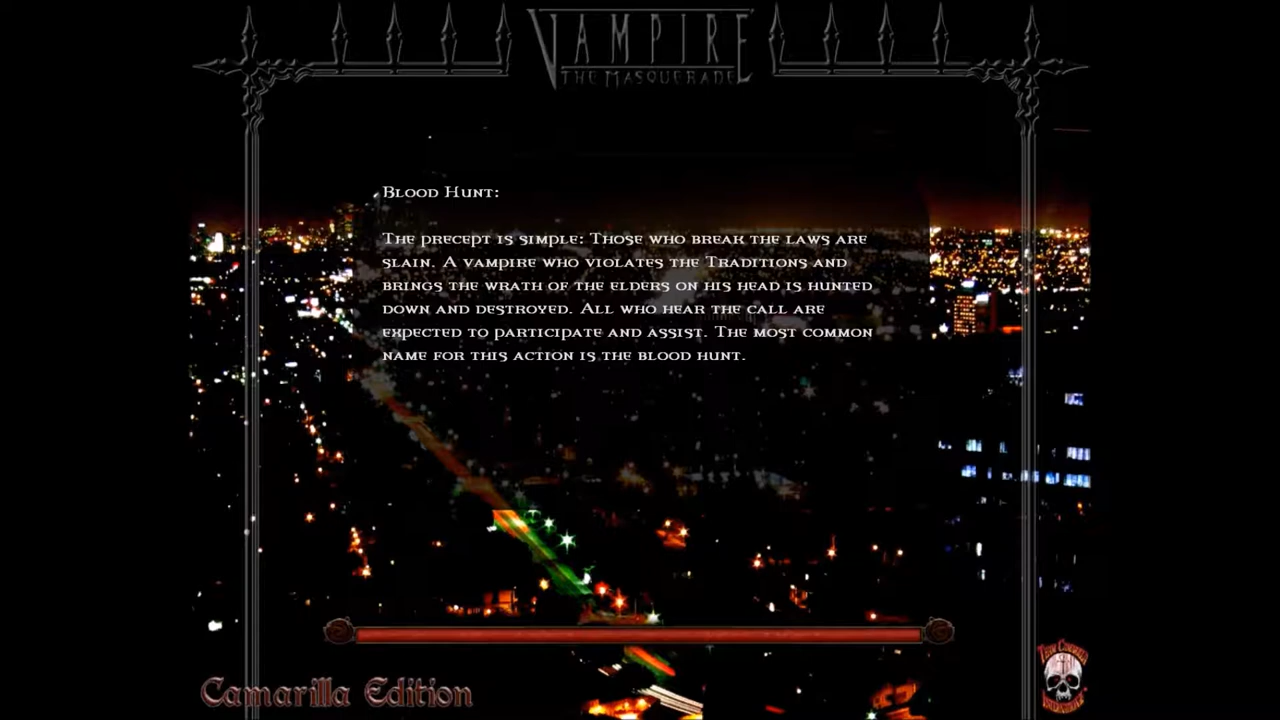 VAMPIRE
THE MASQUERADE
Blood Hunt:
The precept is simple: Those who break the laws are
slain. A vampire who violates the Traditions and
brings the wrath of the elders on his head is hunted
down and destroyed. All who hear the call are
expected to participate and assist. The most common
name for this action is the blood hunt.
Camarilla Edition